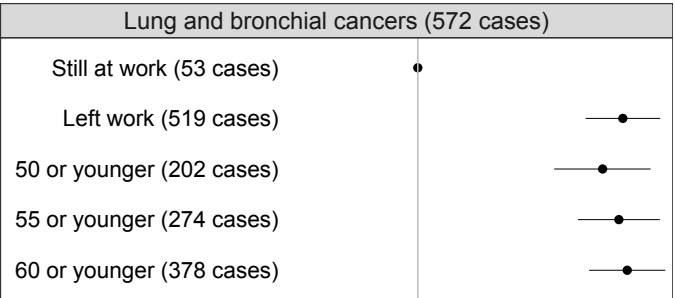 Lung and bronchial cancers (572 cases)
Still at work (53 cases)
Left work (519 cases)
50 or younger (202 cases)
55 or younger (274 cases)
60 or younger (378 cases)